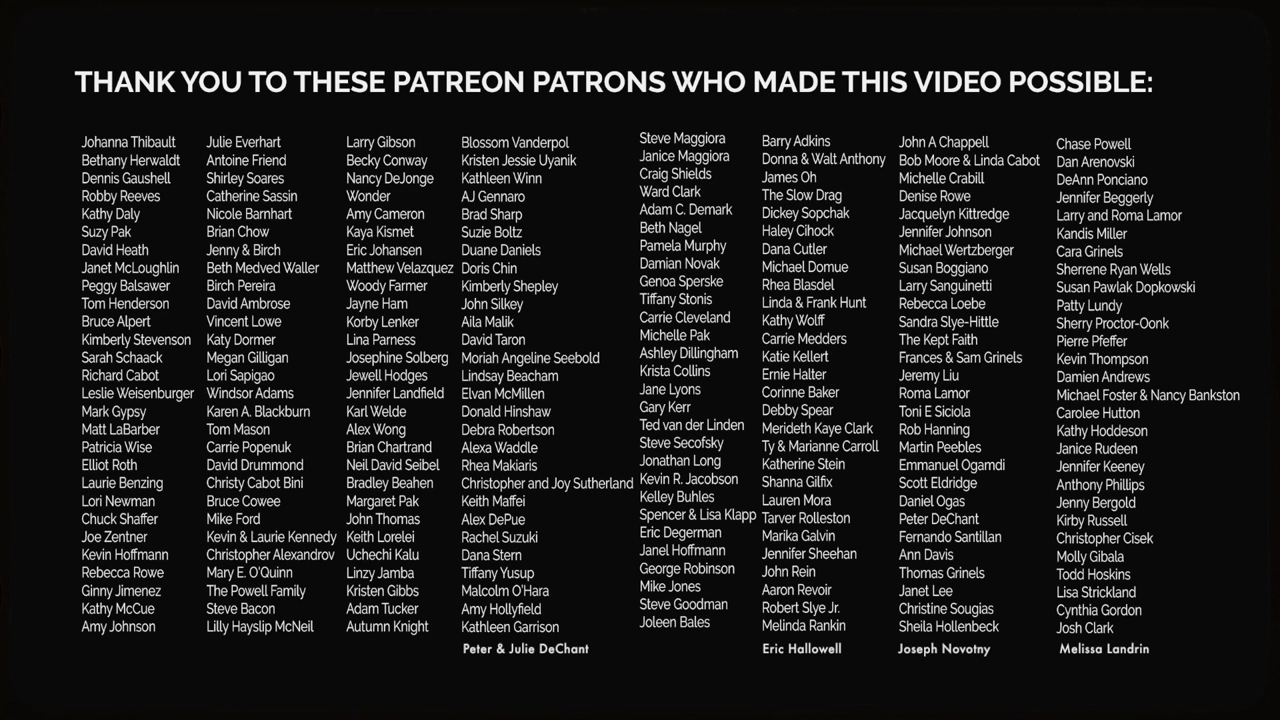 THANK YOU TO THESE PATREON PATRONS WHO MADE THIS VIDEO POSSIBLE:
Johanna Thibault
Bethany Herwaldt
Dennis Gaushell
Robby Reeves
Kathy Daly
Suzy Pak
David Heath
Janet McLoughlin
Peggy Balsawer
Tom Henderson
Bruce Alpert
Kimberly Stevenson
Sarah Schaack
Richard Cabot
Leslie Weisenburger
Mark Gypsy
Matt LaBarber
Patricia Wise
Elliot Roth
Laurie Benzing
Lori Newman
Chuck Shaffer
Joe Zentner
Kevin Hoffmann
Rebecca Rowe
Ginny Jimenez
Kathy McCue
Amy Johnson
Julie Everhart
Antoine Friend
Shirley Soares
Catherine Sassin
Nicole Barnhart
Brian Chow
Jenny & Birch
Beth Medved Waller
Birch Pereira
David Ambrose
Vincent Lowe
Katy Dormer
Megan Gilligan
Lori Sapigao
Windsor Adams
Karen A. Blackburn
Tom Mason
Carrie Popenuk
David Drummond
Christy Cabot Bini
Bruce Cowee
Mike Ford
Kevin & Laurie Kennedy
Christopher Alexandrov
Mary E. O'Quinn
The Powell Family
Steve Bacon
Lilly Hayslip McNeil
Larry Gibson
Becky Conway
Nancy DeJonge
Wonder
Amy Cameron
Kaya Kismet
Eric Johansen
Matthew Velazquez
Woody Farmer
Jayne Ham
Korby Lenker
Lina Parness
Josephine Solberg
Jewell Hodges
Jennifer Landfield
Karl Welde
Alex Wong
Brian Chartrand
Neil David Seibel
Bradley Beahen
Margaret Pak
John Thomas
Keith Lorelei
Uchechi Kalu
Linzy Jamba
Kristen Gibbs
Adam Tucker
Autumn Knight
Blossom Vanderpol
Kristen Jessie Uyanik
Kathleen Winn
AJ Gennaro
Brad Sharp
Suzie Boltz
Duane Daniels
Doris Chin
Kimberly Shepley
John Silkey
Aila Malik
David Taron
Moriah Angeline Seebold
Lindsay Beacham
Elvan McMillen
Donald Hinshaw
Debra Robertson
Alexa Waddle
Rhea Makiaris
Christopher and Joy Sutherland
Keith Maffei
Alex DePue
Rachel Suzuki
Dana Stern
Tiffany Yusup
Malcolm O'Hara
Amy Hollyfield
Kathleen Garrison
Peter & Julie DeChant
Steve Maggiora
Janice Maggiora
Craig Shields
Ward Clark
Adam C. Demark
Beth Nagel
Pamela Murphy
Damian Novak
Genoa Sperske
Tiffany Stonis
Carrie Cleveland
Michelle Pak
Ashley Dillingham
Krista Collins
Jane Lyons
Gary Kerr
Ted van der Linden
Steve Secofsky
Jonathan Long
Kevin R. Jacobson
Kelley Buhles
Spencer & Lisa Klapp
Eric Degerman
Janel Hoffmann
George Robinson
Mike Jones
Steve Goodman
Joleen Bales
Barry Adkins
Donna & Walt Anthony
James Oh
The Slow Drag
Dickey Sopchak
Haley Cihock
Dana Cutler
Michael Domue
Rhea Blasdel
Linda & Frank Hunt
Kathy Wolff
Carrie Medders
Katie Kellert
Ernie Halter
Corinne Baker
Debby Spear
Merideth Kaye Clark
Ty & Marianne Carroll
Katherine Stein
Shanna Gilfix
Lauren Mora
Tarver Rolleston
Marika Galvin
Jennifer Sheehan
John Rein
Aaron Revoir
Robert Slye Jr.
Melinda Rankin
Eric Hallowell
John A Chappell
Bob Moore & Linda Cabot
Michelle Crabill
Denise Rowe
Jacquelyn Kittredge
Jennifer Johnson
Michael Wertzberger
Susan Boggiano
Larry Sanguinetti
Rebecca Loebe
Sandra Slye-Hittle
The Kept Faith
Frances & Sam Grinels
Jeremy Liu
Roma Lamor
Toni E Siciola
Rob Hanning
Martin Peebles
Emmanuel Ogamdi
Scott Eldridge
Daniel Ogas
Peter DeChant
Fernando Santillan
Ann Davis
Thomas Grinels
Janet Lee
Christine Sougias
Sheila Hollenbeck
Joseph Novotny
Chase Powell
Dan Arenovski
DeAnn Ponciano
Jennifer Beggerly
Larry and Roma Lamor
Kandis Miller
Cara Grinels
Sherrene Ryan Wells
Susan Pawlak Dopkowski
Patty Lundy
Sherry Proctor-Oonk
Pierre Pfeffer
Kevin Thompson
Damien Andrews
Michael Foster & Nancy Bankston
Carolee Hutton
Kathy Hoddeson
Janice Rudeen
Jennifer Keeney
Anthony Phillips
Jenny Bergold
Kirby Russell
Christopher Cisek
Molly Gibala
Todd Hoskins
Lisa Strickland
Cynthia Gordon
Josh Clark
Melissa Landrin